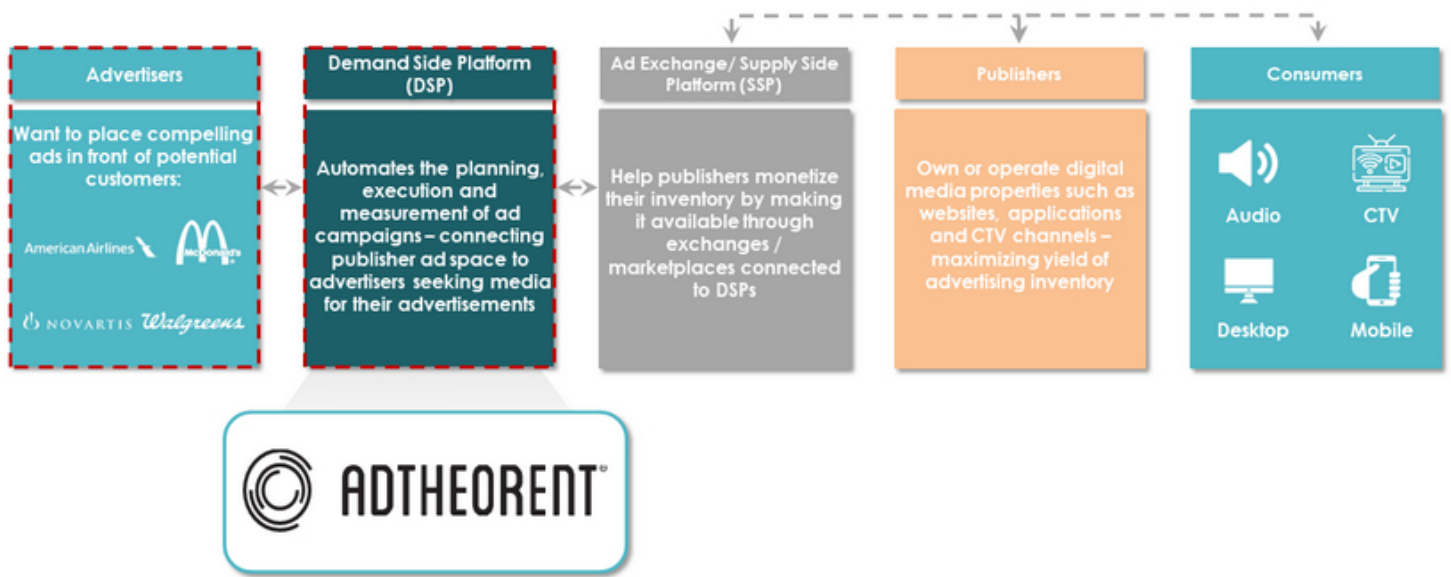 Advertisers
Want to place compelling
ads in front of potential
customers:
American Airlines
McDonald's
NOVARTIS
Walgreens
Demand Side Platform
(DSP)
Automates the planning,
execution and
measurement of ad
campaigns – connecting
publisher ad space to
advertisers seeking media
for their advertisements
Ad Exchange/ Supply Side
Platform (SSP)
Help publishers monetize
their inventory by making
it available through
exchanges /
marketplaces connected
to DSPs
Publishers
Own or operate digital
media properties such as
websites, applications
and CTV channels –
maximizing yield of
advertising inventory
Consumers
Audio
CTV
Desktop
Mobile
ADTHEORENT